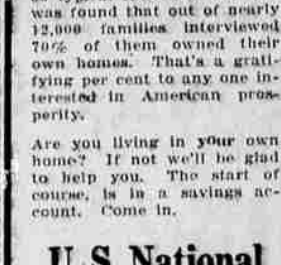 was found that out of nearly
12,000 families interviewed
70% of them owned their
own homes. That's a grati-
fying per cent to any one in-
terested in American pros-
perity.
Are you living in your own
home? If not we'll be glad
to help you. The start of
course, is in a savings ac-
count. Come in.
U.S. National